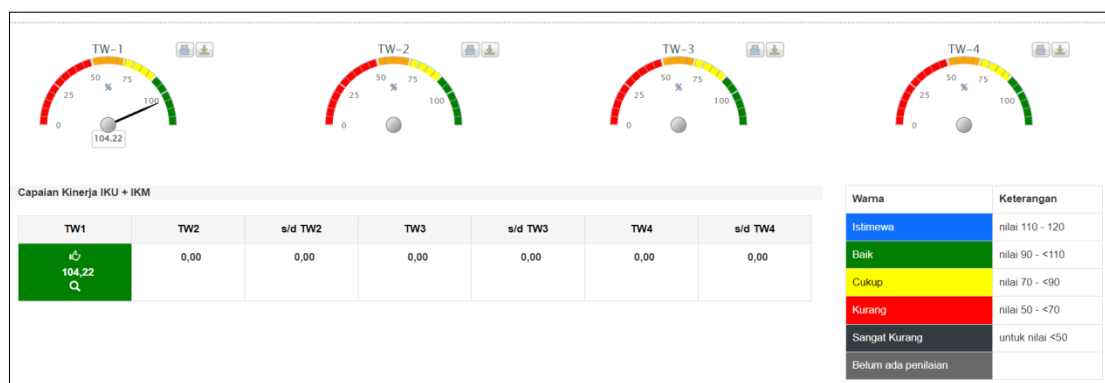 TW-1
0
25
50
75
100
%
104.22
TW-2
0
25
50
75
100
%
TW-3
0
25
50
75
100
%
TW-4
0
25
50
75
100
%
Capaian Kinerja IKU + IKM
TW1 TW2 s/d TW2 TW3 s/d TW3 TW4 s/d TW4
104,22 0,00 0,00 0,00 0,00 0,00 0,00
Warna Keterangan
Istimewa nilai 110 - 120
Baik nilai 90 - <110
Cukup nilai 70 - <90
Kurang nilai 50 - <70
Sangat Kurang untuk nilai <50
Belum ada penilaian